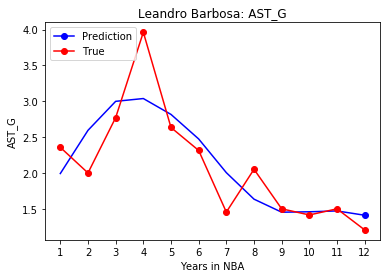 Leandro Barbosa: AST_G
Prediction
True
4.0
3.5
3.0
2.5
2.0
1.5
AST_G
1 2 3 4 5 6 7 8 9 10 11 12
Years in NBA